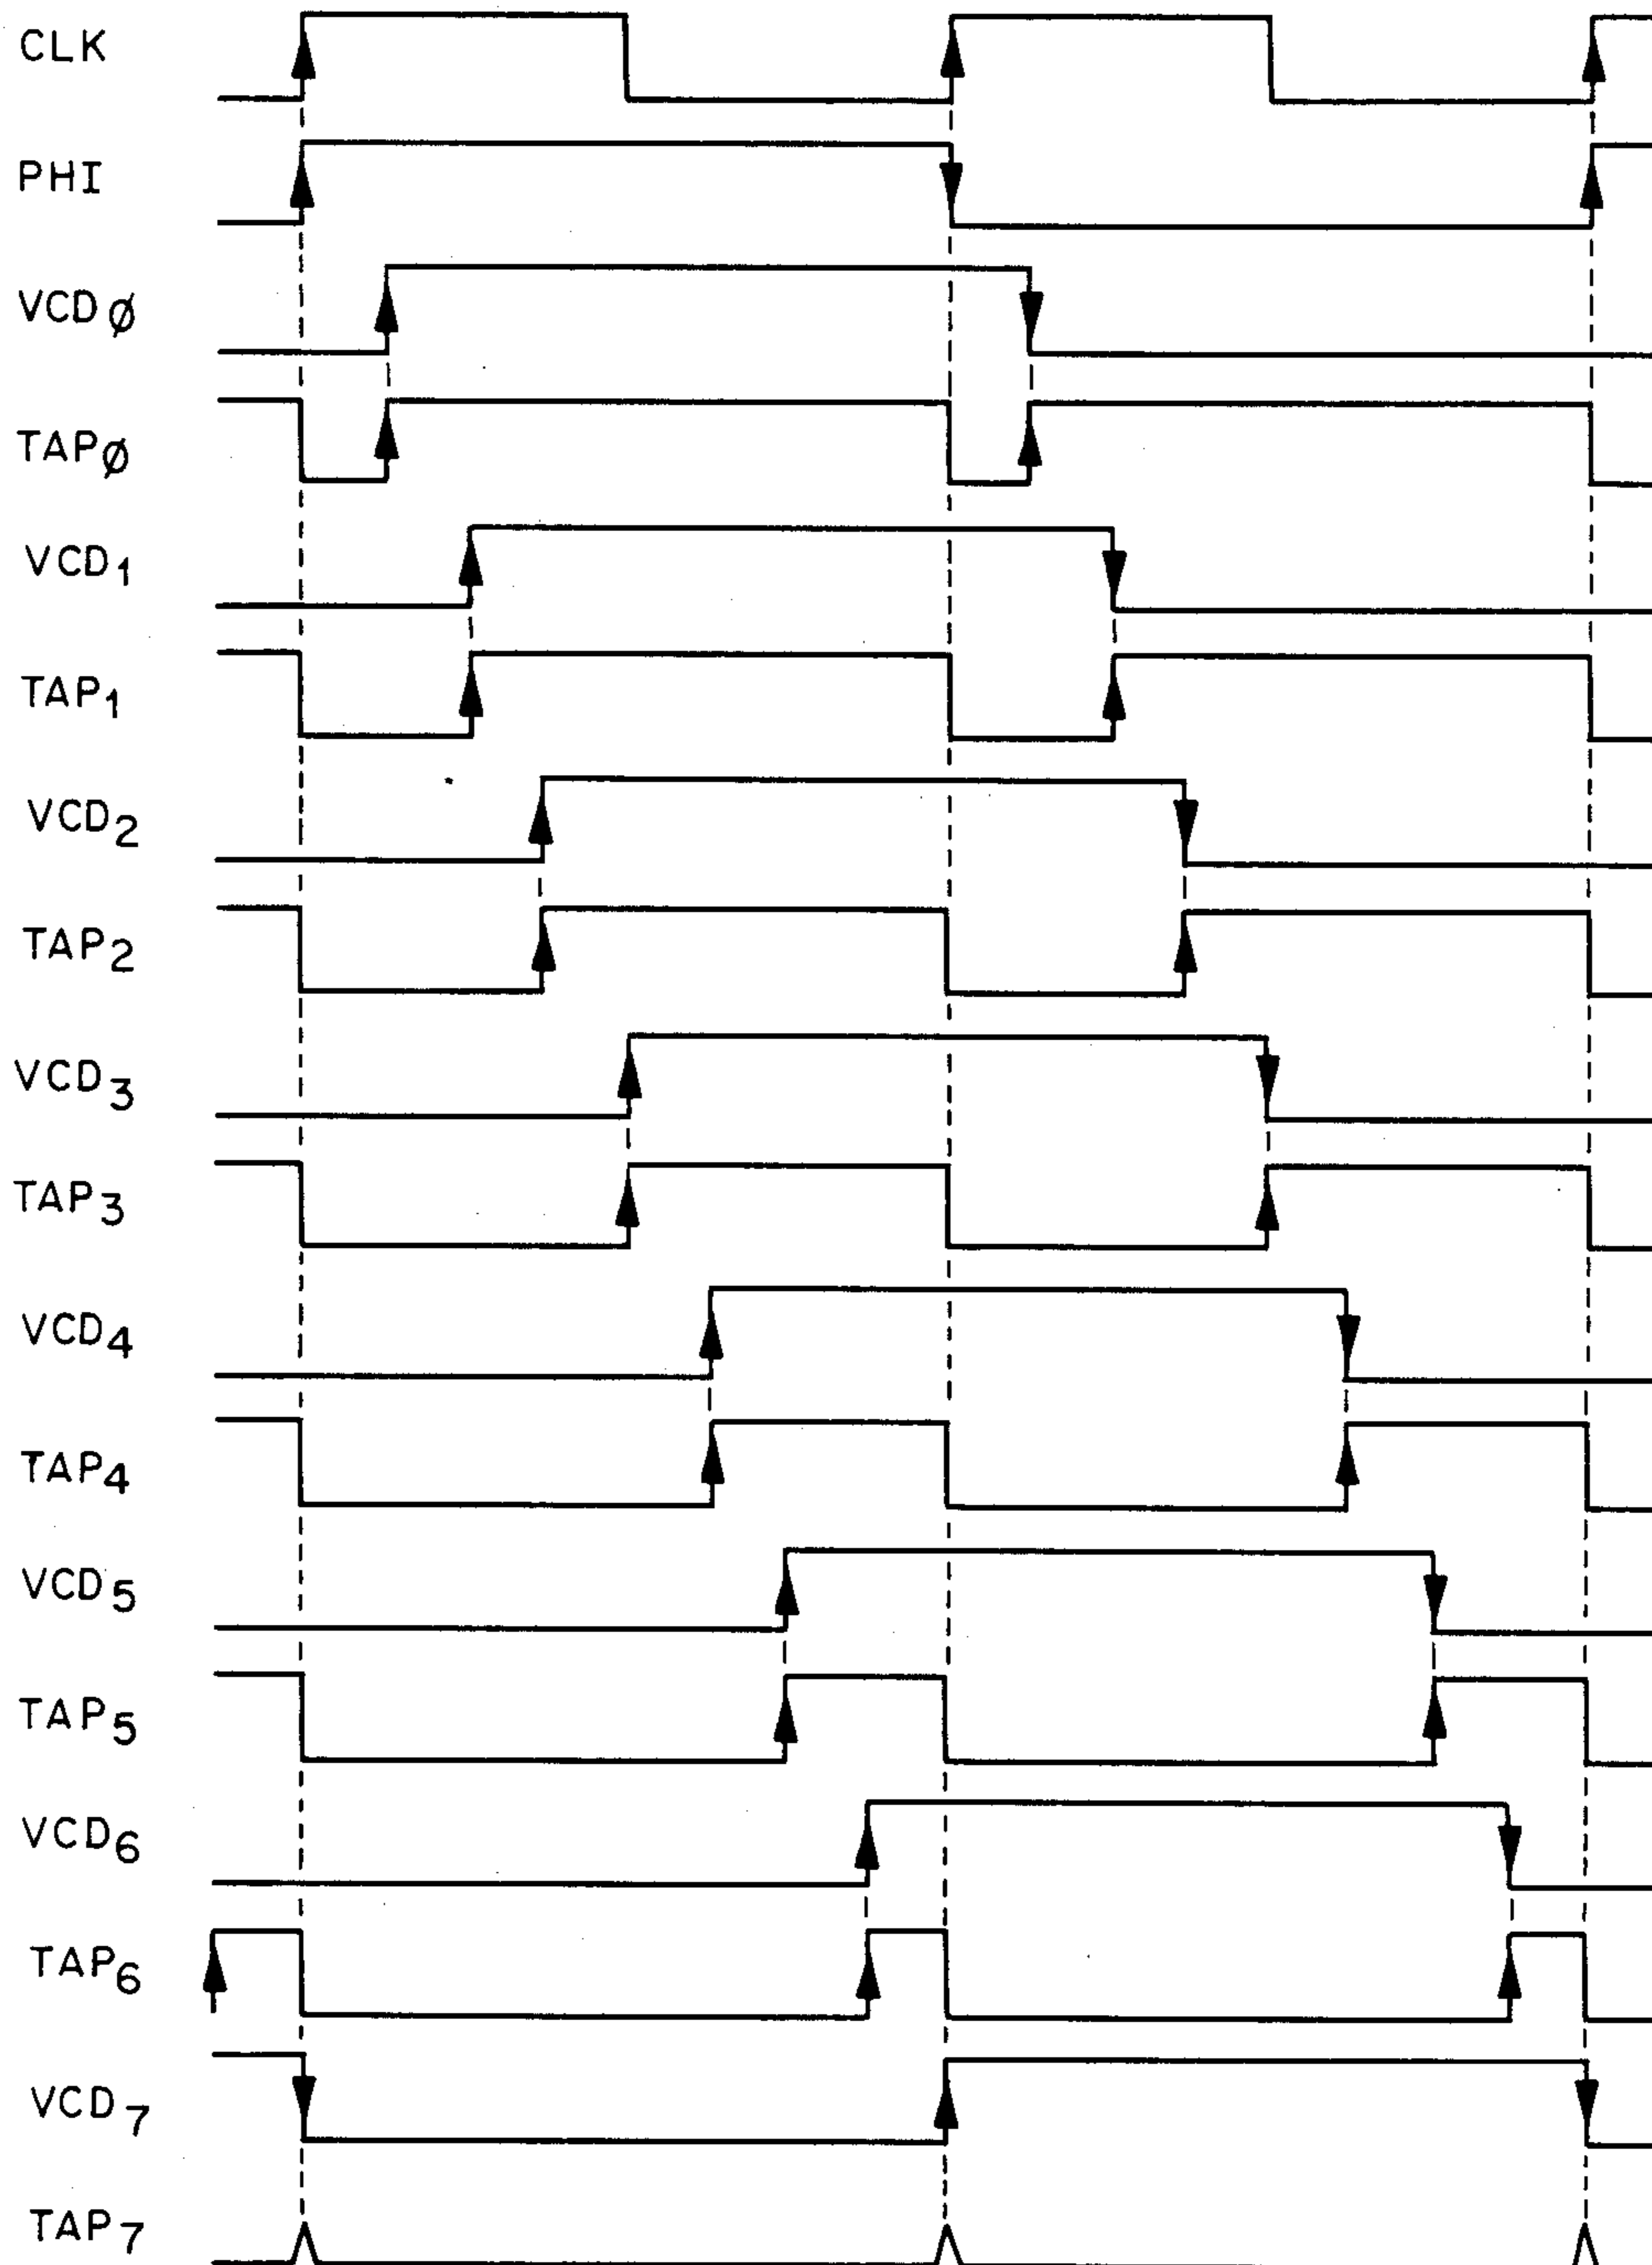 CLK
PHI
VCDØ
TAPØ
VCD1
TAP1
VCD2
TAP2
VCD3
TAP3
VCD4
TAP4
VCD5
TAP5
VCD6
TAP6
VCD7
TAP7